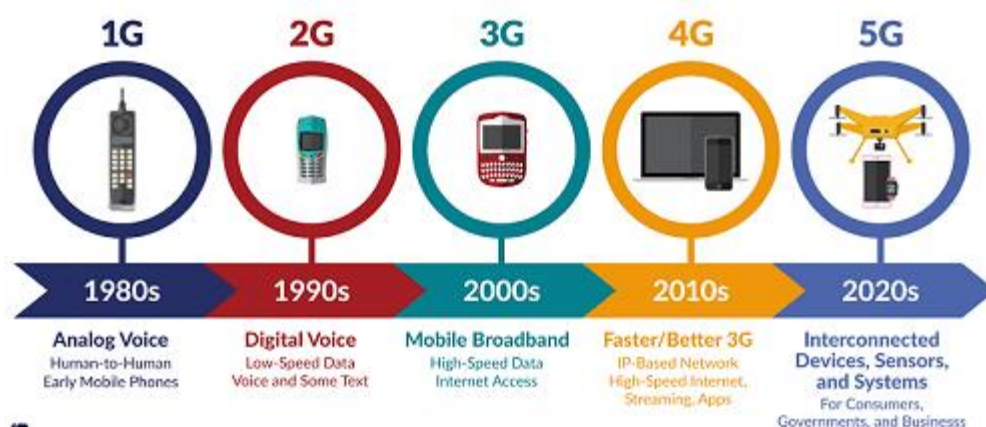 1G
2G
3G
4G
5G
1980s
1990s
2000s
2010s
2020s
Analog Voice
Human-to-Human
Early Mobile Phones
Digital Voice
Low-Speed Data
Voice and Some Text
Mobile Broadband
High-Speed Data
Internet Access
Faster/Better 3G
IP-Based Network
High-Speed Internet,
Streaming, Apps
Interconnected
Devices, Sensors,
and Systems
For Consumers,
Governments, and Businesss